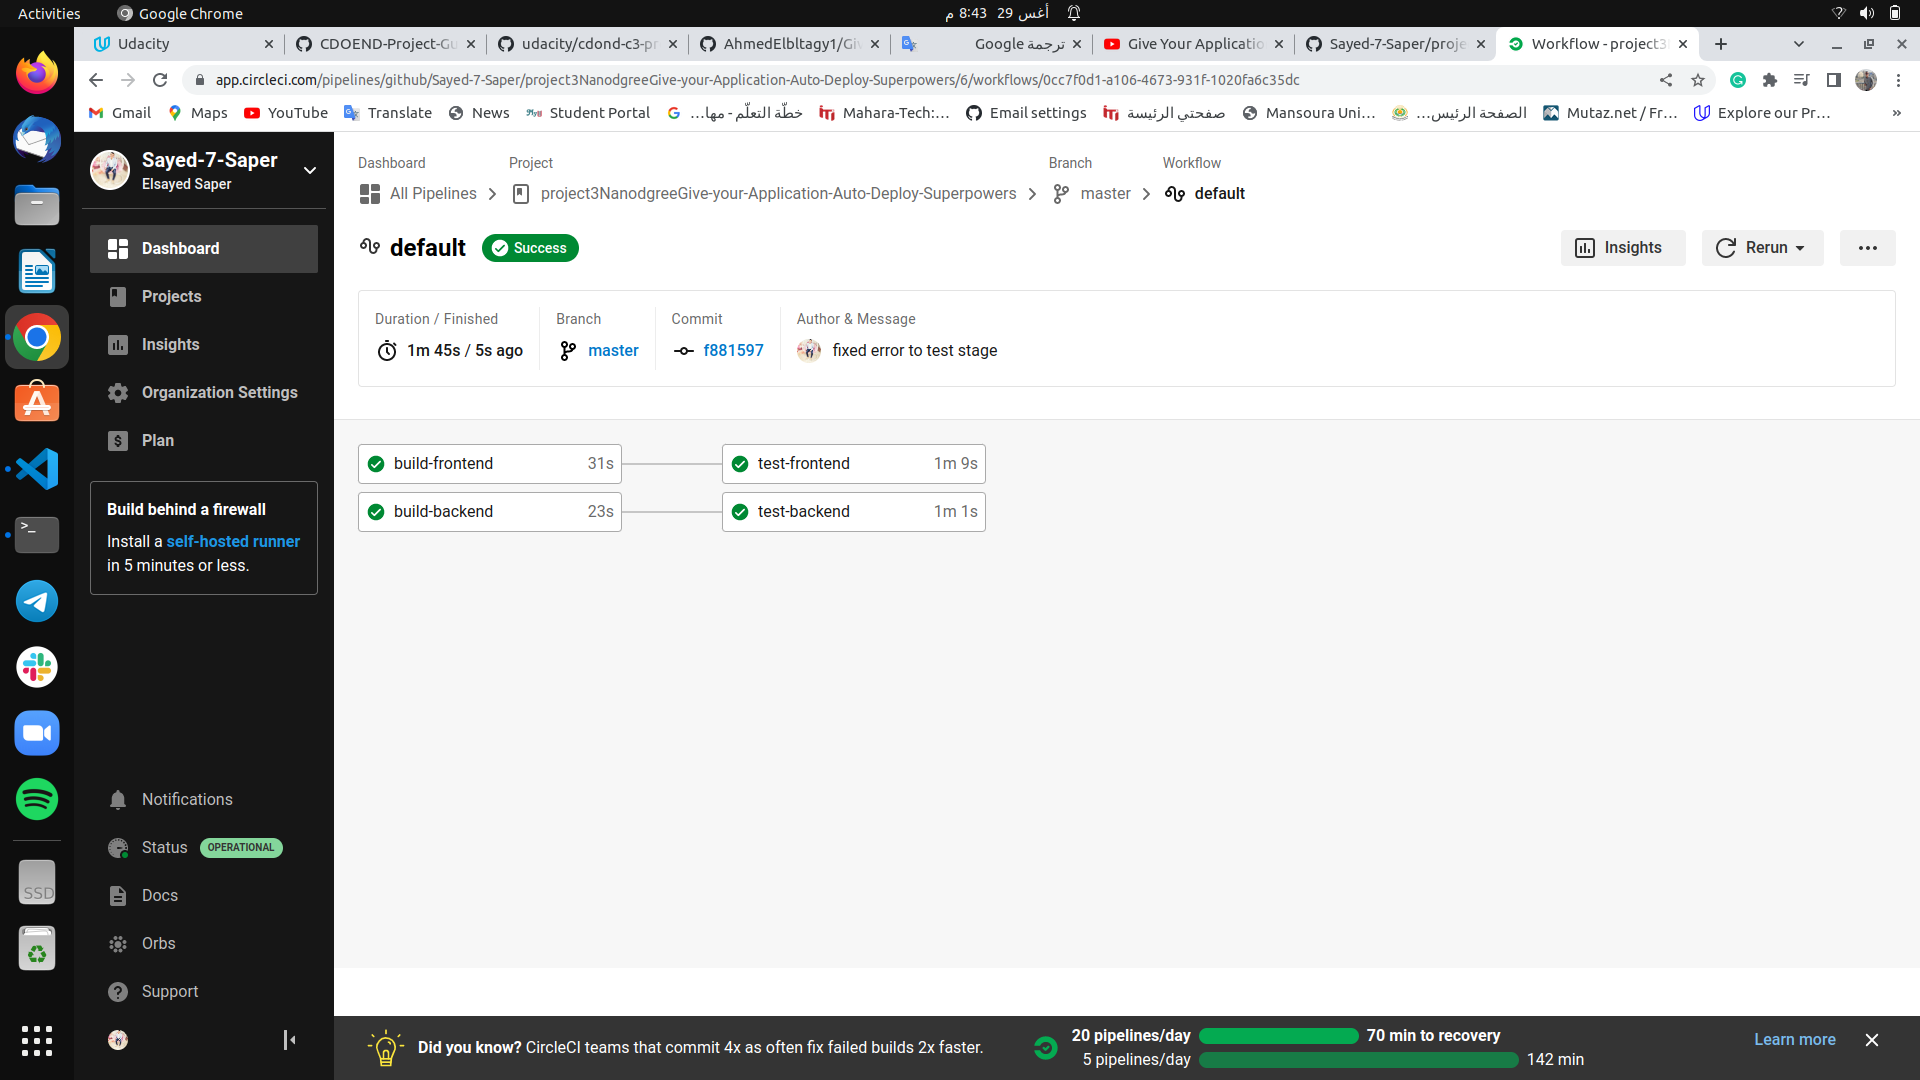 Activities
Google Chrome
أغس 29 8:43 م
Udacity
CDOEND-Project-Gu
udacity/cdond-c3-pr
AhmedElbltagy1/Giv
ترجمة Google
Give Your Applicatio
Sayed-7-Saper/proje
Workflow - project3
app.circleci.com/pipelines/github/Sayed-7-Saper/project3NanodgreeGive-your-Application-Auto-Deploy-Superpowers/6/workflows/0cc7f0d1-a106-4673-931f-1020fa6c35dc
Gmail
Maps
YouTube
Translate
News
Student Portal
خطّة التعلّم - مها...
Mahara-Tech:...
Email settings
صفحتي الرئيسة
Mansoura Uni...
الصفحة الرئيس...
Mutaz.net / Fr...
Explore our Pr...
»
Sayed-7-Saper
Elsayed Saper
Dashboard
Projects
Insights
Organization Settings
Plan
Build behind a firewall
Install a self-hosted runner
in 5 minutes or less.
Notifications
Status OPERATIONAL
Docs
Orbs
Support
SSD
Dashboard
Project
Branch
Workflow
All Pipelines
project3NanodgreeGive-your-Application-Auto-Deploy-Superpowers
master
default
default
Success
Insights
Rerun
Duration / Finished
Branch
Commit
Author & Message
1m 45s / 5s ago
master
f881597
fixed error to test stage
build-frontend 31s
test-frontend 1m 9s
build-backend 23s
test-backend 1m 1s
Did you know? CircleCI teams that commit 4x as often fix failed builds 2x faster.
20 pipelines/day
70 min to recovery
5 pipelines/day
142 min
Learn more